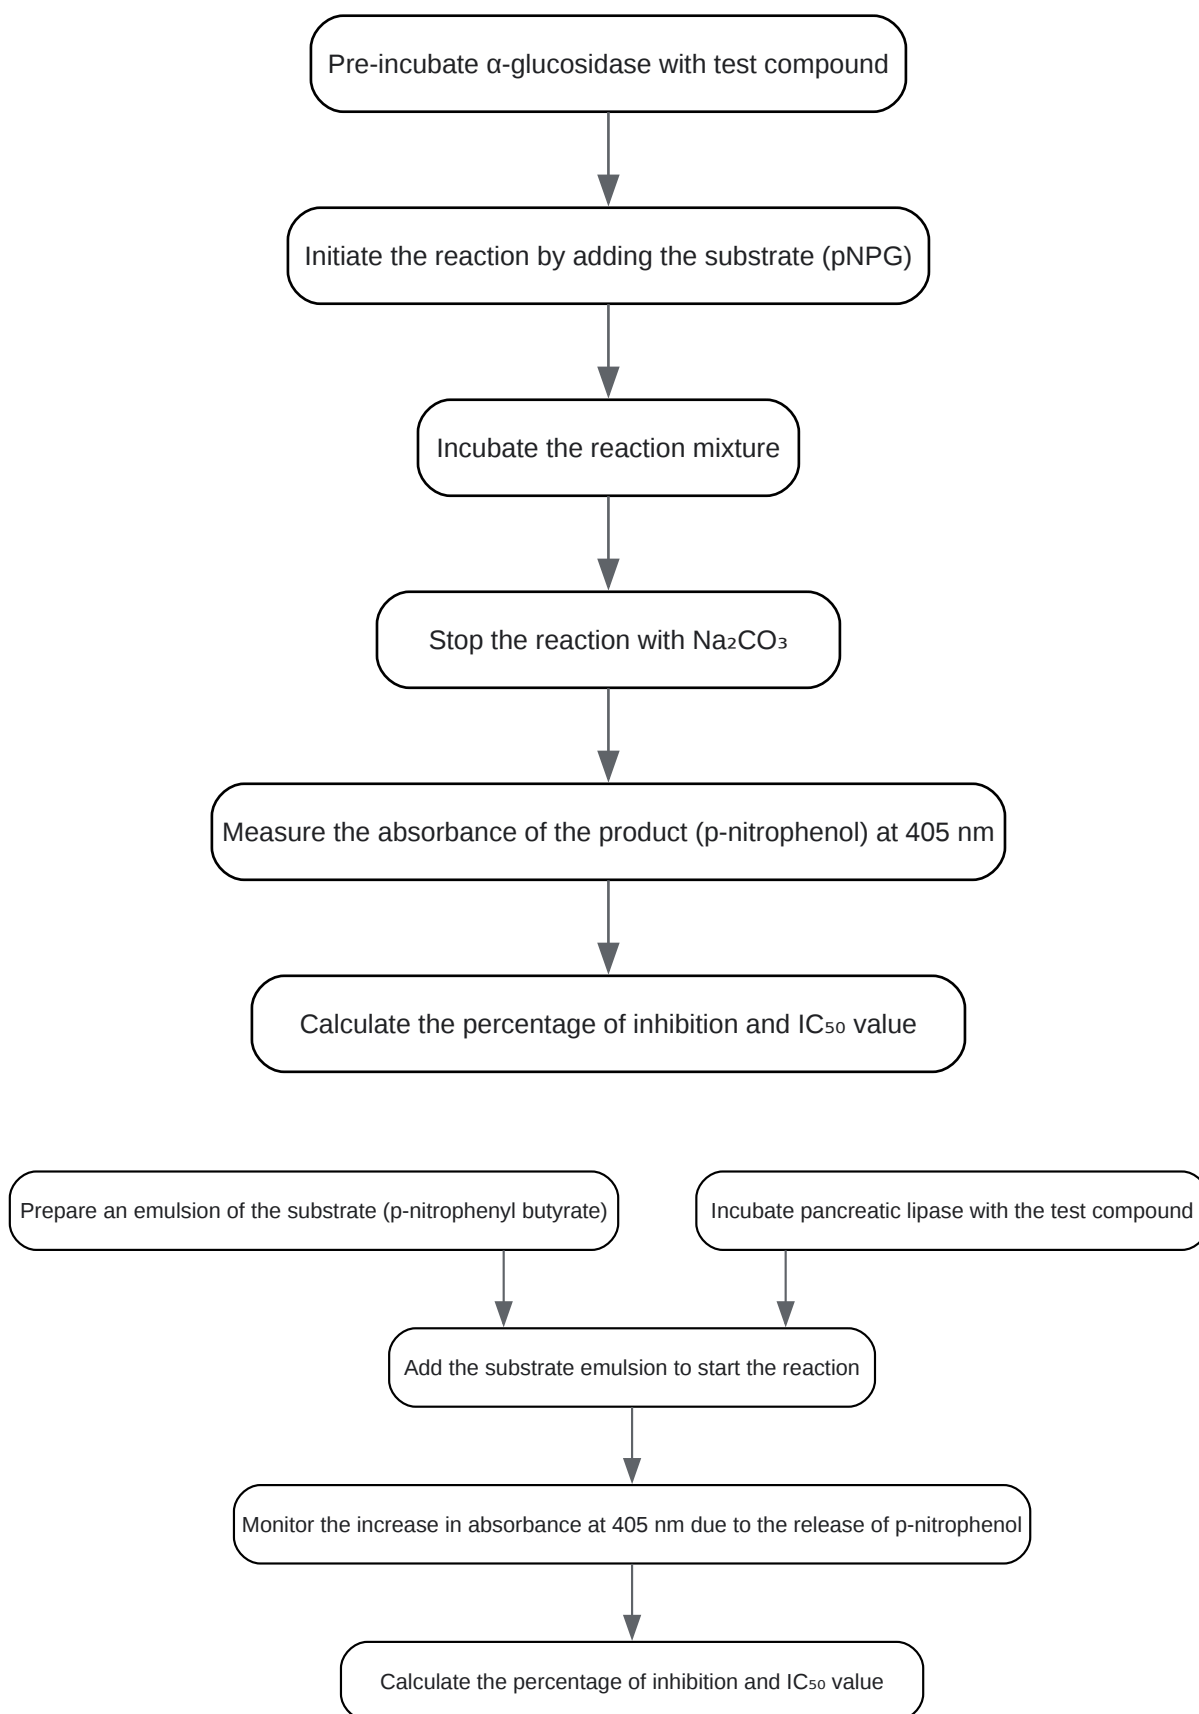 Pre-incubate α-glucosidase with test compound
Initiate the reaction by adding the substrate (pNPG)
Incubate the reaction mixture
Stop the reaction with Na₂CO₃
Measure the absorbance of the product (p-nitrophenol) at 405 nm
Calculate the percentage of inhibition and IC₅₀ value
Prepare an emulsion of the substrate (p-nitrophenyl butyrate)
Incubate pancreatic lipase with the test compound
Add the substrate emulsion to start the reaction
Monitor the increase in absorbance at 405 nm due to the release of p-nitrophenol
Calculate the percentage of inhibition and IC₅₀ value